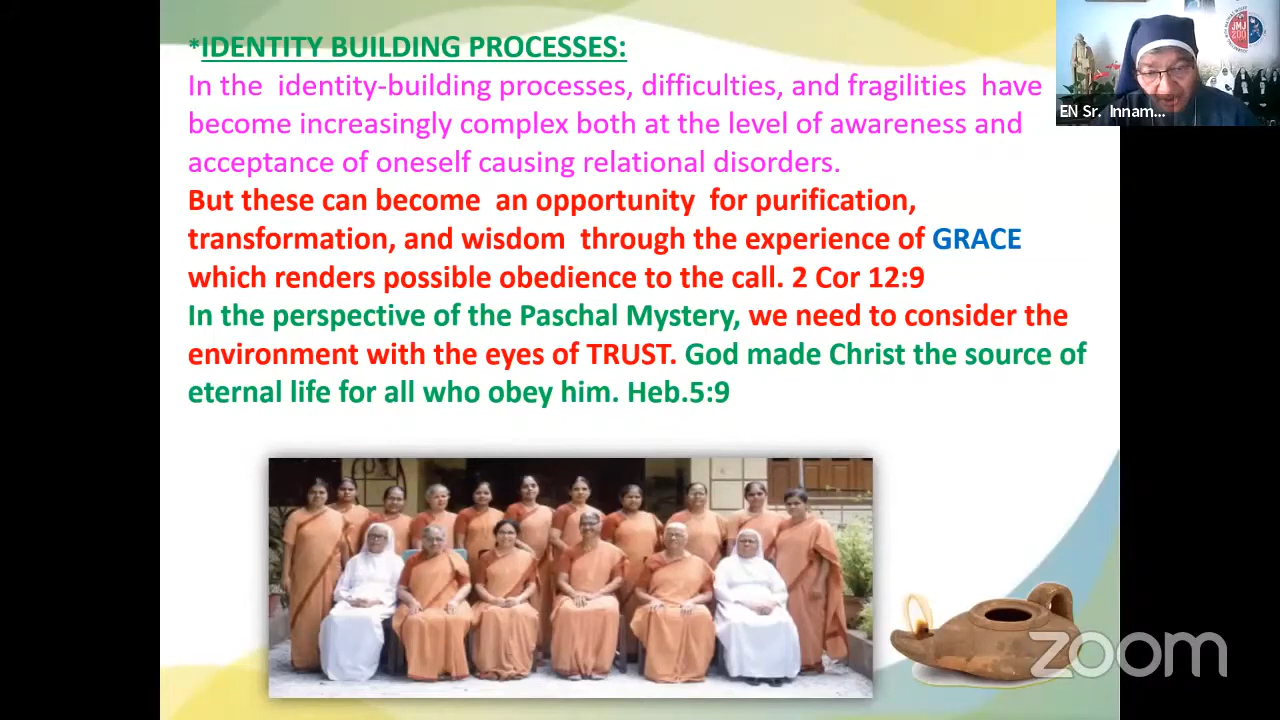 *IDENTITY BUILDING PROCESSES:
In the identity-building processes, difficulties, and fragilities have
become increasingly complex both at the level of awareness and
acceptance of oneself causing relational disorders.
But these can become an opportunity for purification,
transformation, and wisdom through the experience of GRACE
which renders possible obedience to the call. 2 Cor 12:9
In the perspective of the Paschal Mystery, we need to consider the
environment with the eyes of TRUST. God made Christ the source of
eternal life for all who obey him. Heb.5:9
JMJ
200
EN Sr. Innam...
zoom